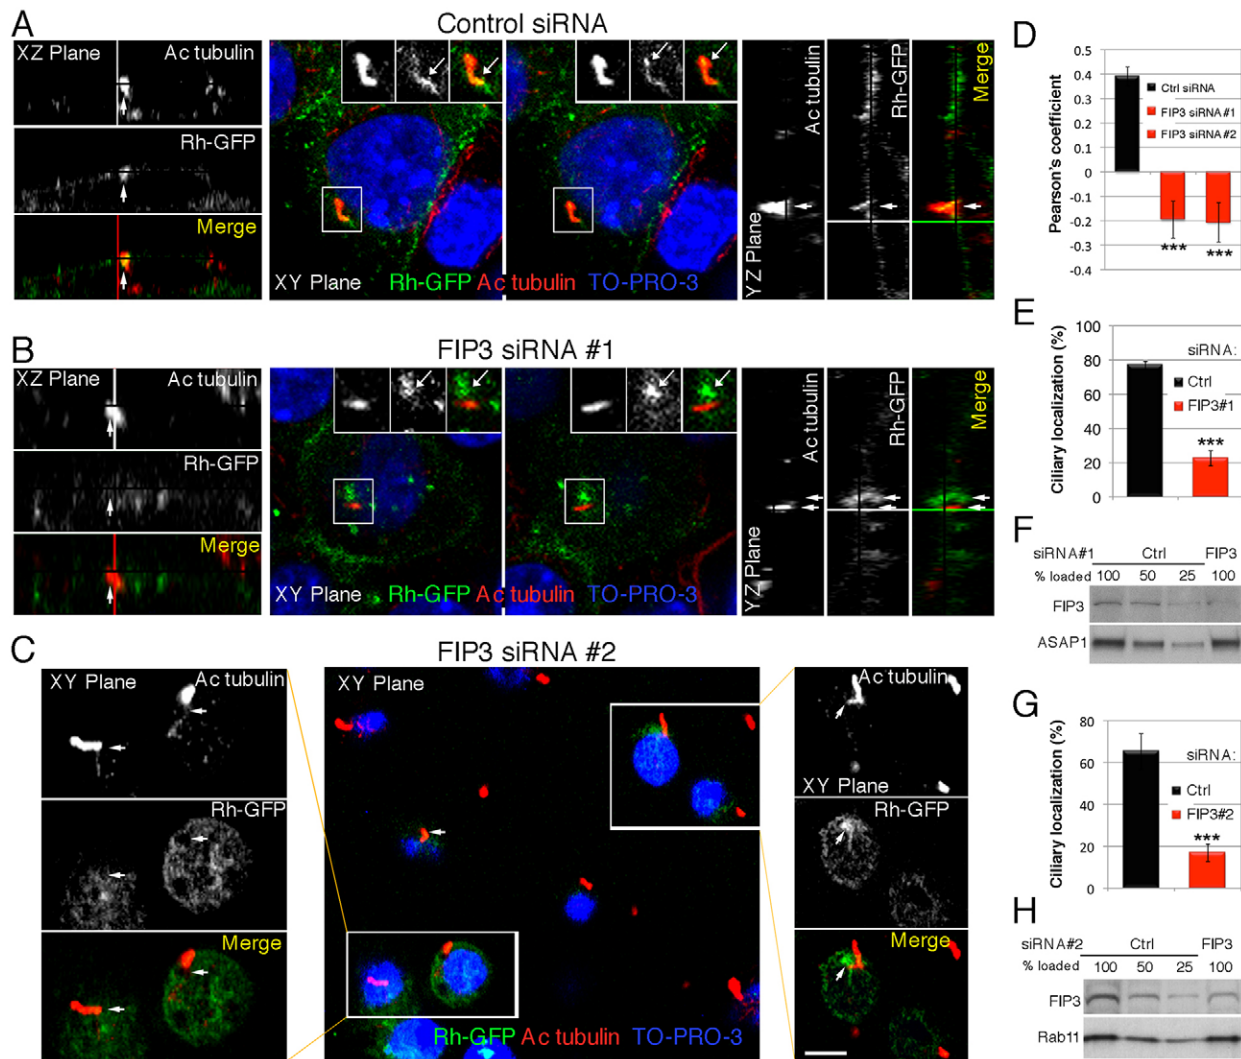 A
Control siRNA
XZ Plane
Ac tubulin
Rh-GFP
Merge
XY Plane
Rh-GFP Ac tubulin TO-PRO-3
YZ Plane
Ac tubulin
Rh-GFP
Merge
B
FIP3 siRNA #1
XZ Plane
Ac tubulin
Rh-GFP
Merge
XY Plane
Rh-GFP Ac tubulin TO-PRO-3
YZ Plane
Ac tubulin
Rh-GFP
Merge
C
FIP3 siRNA #2
XY Plane
Ac tubulin
Rh-GFP
Merge
XY Plane
Rh-GFP Ac tubulin TO-PRO-3
Ac tubulin
XY Plane
Rh-GFP
Merge
D
Pearson's coefficient
0.5
0.4
0.3
0.2
0.1
0
-0.1
-0.2
-0.3
-0.4
Ctrl siRNA
FIP3 siRNA#1
FIP3 siRNA#2
*** ***
E
Ciliary localization (%)
100
80
60
40
20
0
siRNA:
Ctrl
FIP3#1
***
F
siRNA#1 Ctrl FIP3
% loaded 100 50 25 100
FIP3
ASAP1
G
Ciliary localization (%)
80
60
40
20
0
siRNA:
Ctrl
FIP3#2
***
H
siRNA#2 Ctrl FIP3
% loaded 100 50 25 100
FIP3
Rab11